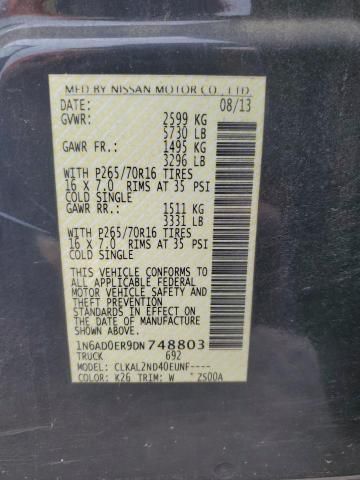 MFD BY NISSAN MOTOR CO., LTD.
DATE: 08/13
GVWR: 2599 KG
5730 LB
GAWR FR.: 1495 KG
3296 LB
WITH P265/70R16 TIRES
16 X 7.0 RIMS AT 35 PSI
COLD SINGLE
GAWR RR.: 1511 KG
3331 LB
WITH P265/70R16 TIRES
16 X 7.0 RIMS AT 35 PSI
COLD SINGLE
THIS VEHICLE CONFORMS TO
ALL APPLICABLE FEDERAL
MOTOR VEHICLE SAFETY AND
AND THEFT PREVENTION
STANDARDS IN EFFECT ON
THE DATE OF MANUFACTURE
SHOWN ABOVE.
1N6AD0ER9DN748803
TRUCK 692
MODEL: CLKAL2ND40EUNF----
COLOR: K26 TRIM: W * ZS00A